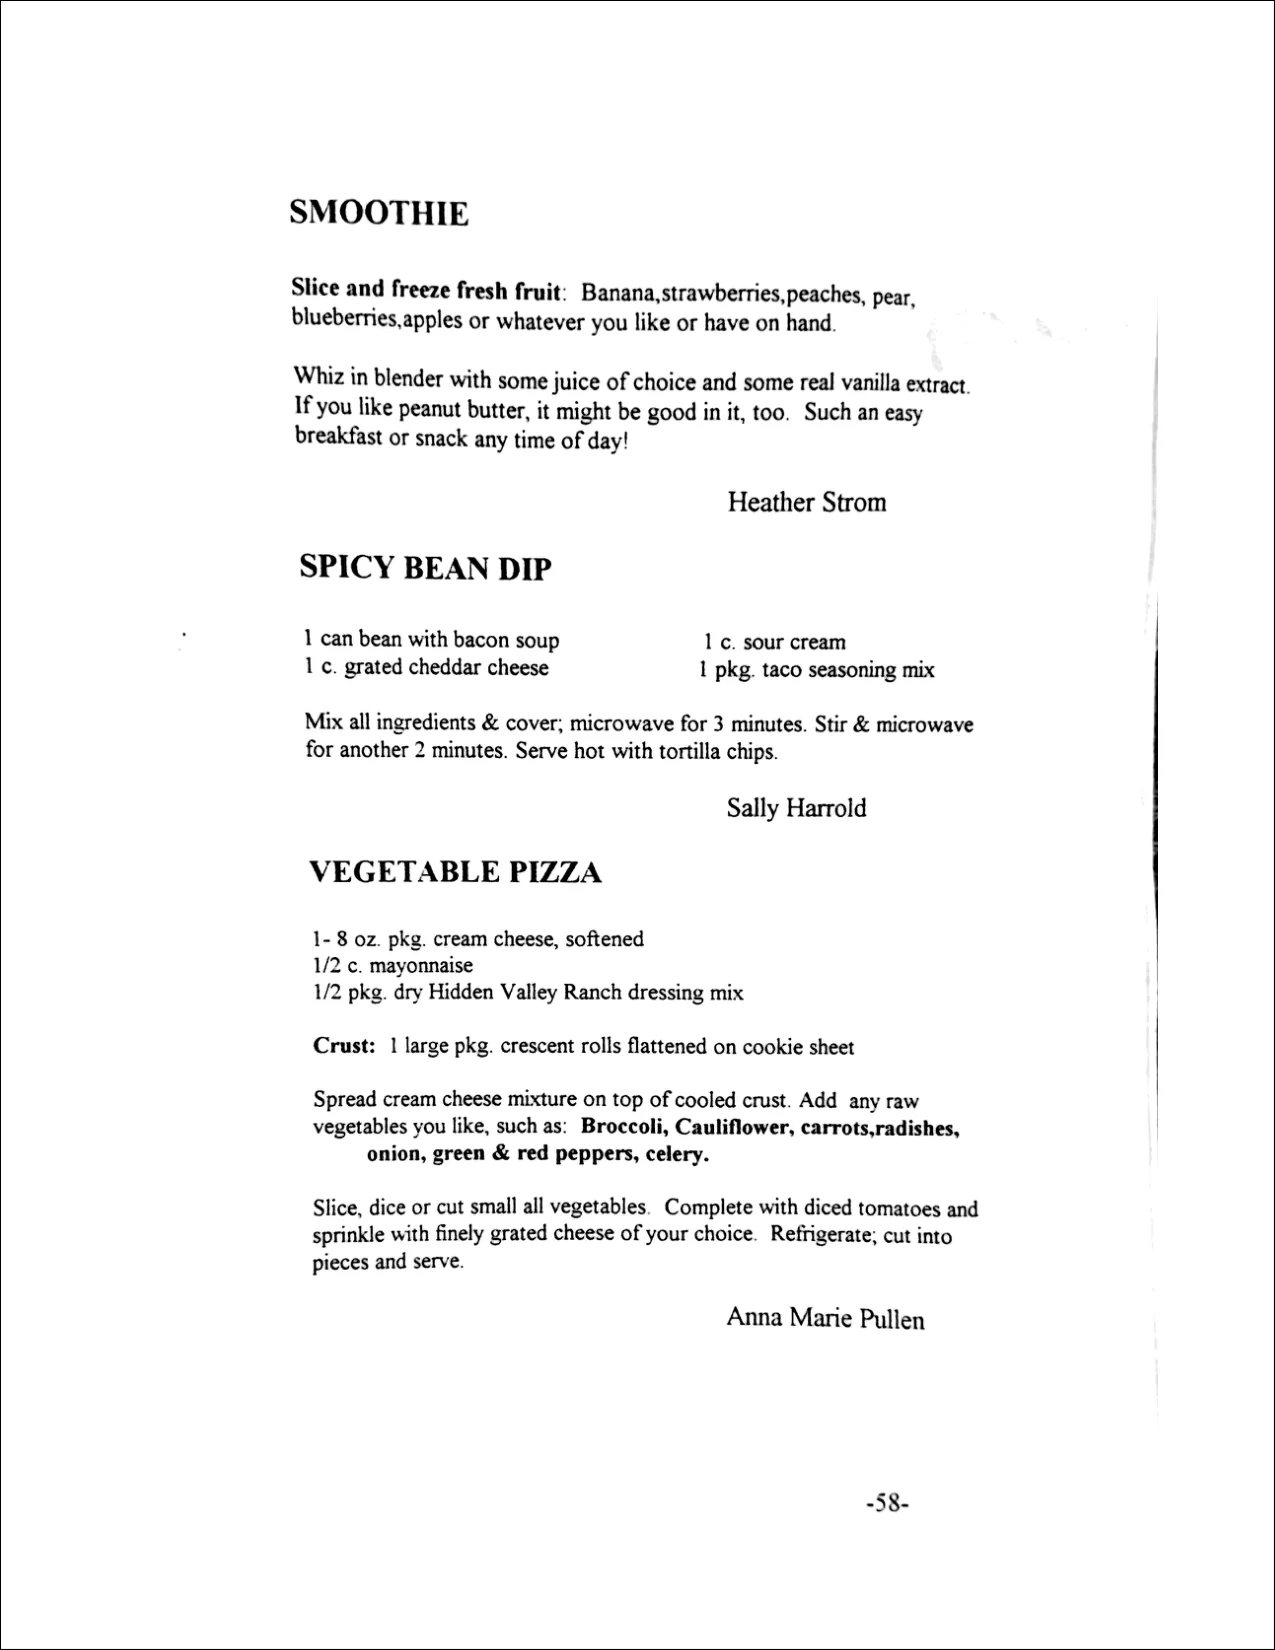 SMOOTHIE
Slice and freeze fresh fruit: Banana,strawberries,peaches, pear,
blueberries,apples or whatever you like or have on hand.
Whiz in blender with some juice of choice and some real vanilla extract.
If you like peanut butter, it might be good in it, too. Such an easy
breakfast or snack any time of day!
Heather Strom
SPICY BEAN DIP
1 can bean with bacon soup 1 c. sour cream
1 c. grated cheddar cheese 1 pkg. taco seasoning mix
Mix all ingredients & cover; microwave for 3 minutes. Stir & microwave
for another 2 minutes. Serve hot with tortilla chips.
Sally Harrold
VEGETABLE PIZZA
1- 8 oz. pkg. cream cheese, softened
1/2 c. mayonnaise
1/2 pkg. dry Hidden Valley Ranch dressing mix
Crust: 1 large pkg. crescent rolls flattened on cookie sheet
Spread cream cheese mixture on top of cooled crust. Add any raw
vegetables you like, such as: Broccoli, Cauliflower, carrots,radishes,
onion, green & red peppers, celery.
Slice, dice or cut small all vegetables. Complete with diced tomatoes and
sprinkle with finely grated cheese of your choice. Refrigerate; cut into
pieces and serve.
Anna Marie Pullen
-58-